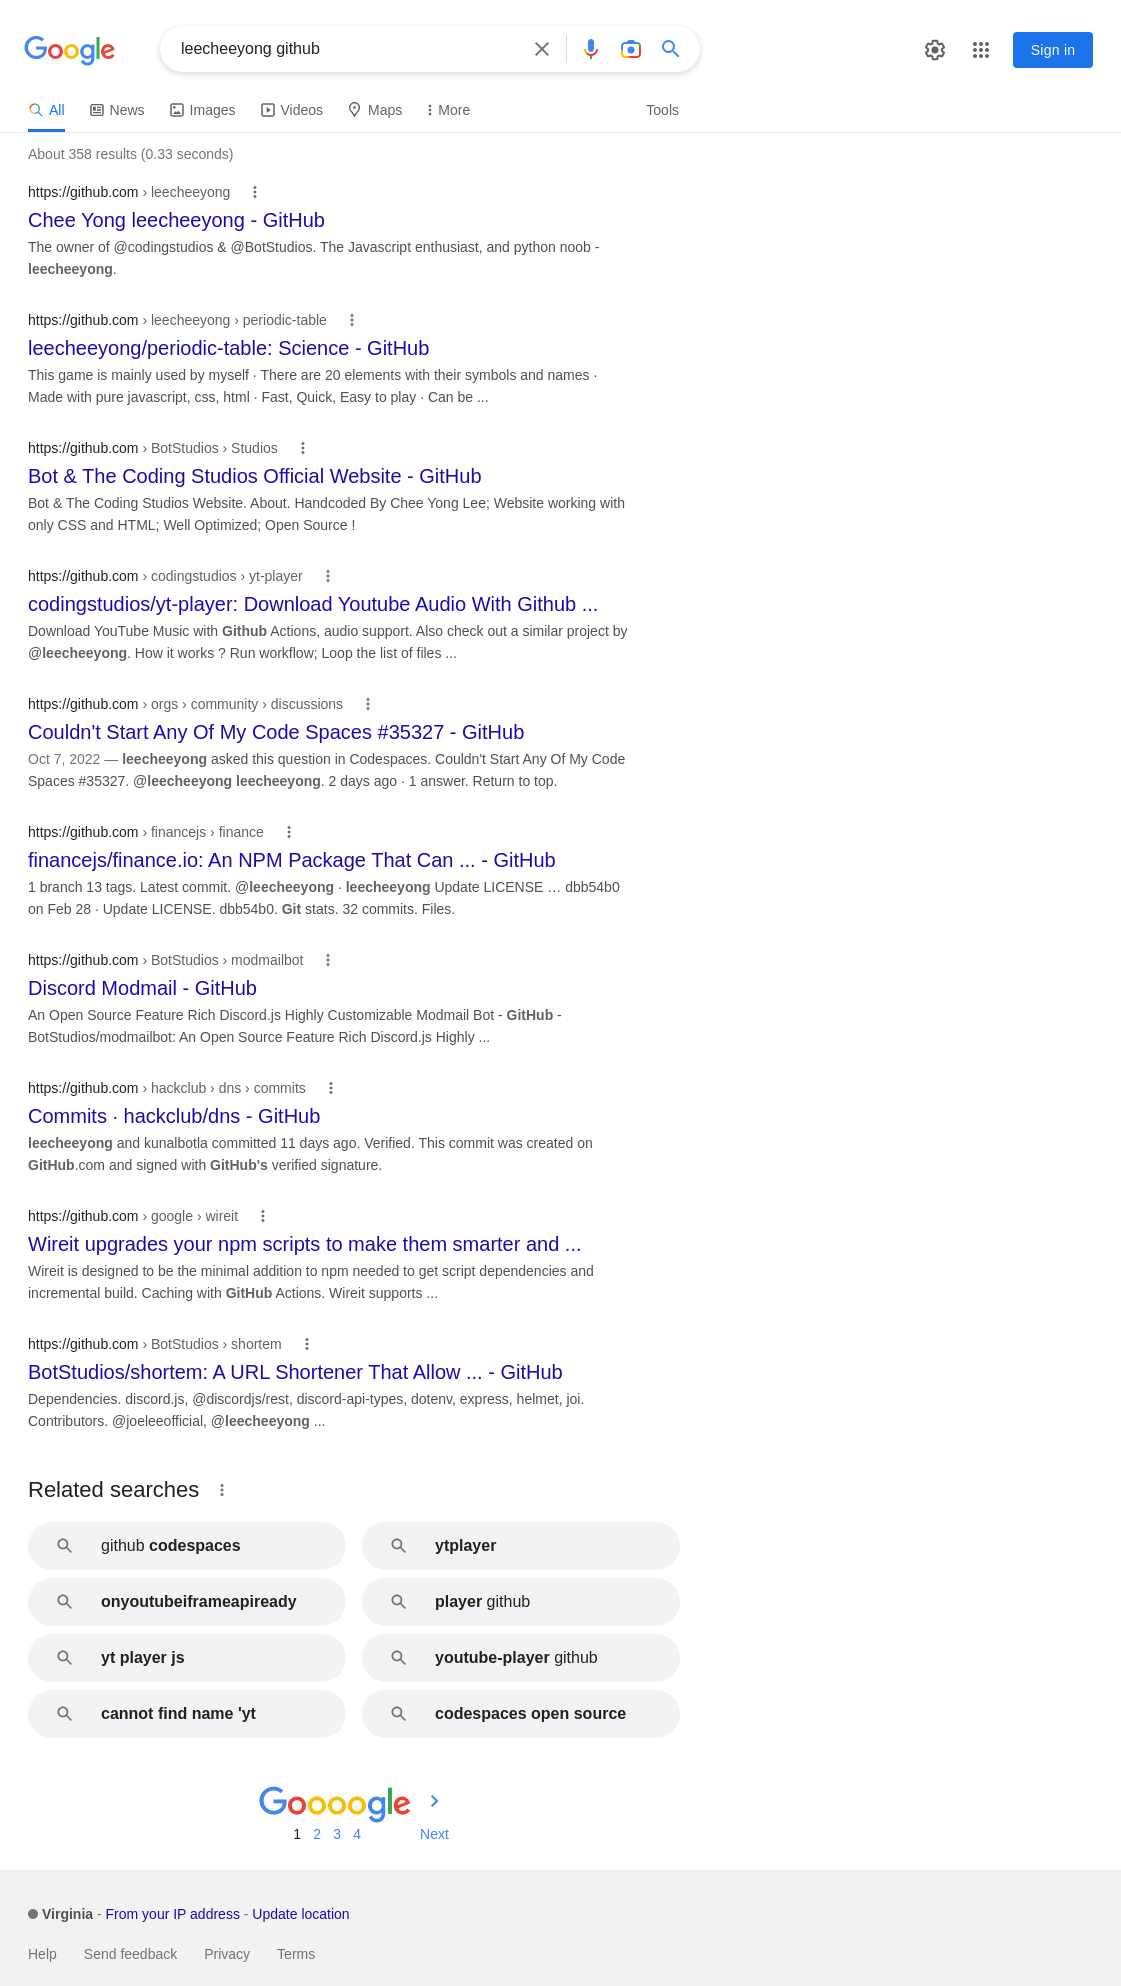 Google
leecheeyong github
Sign in
All News Images Videos Maps More Tools
About 358 results (0.33 seconds)
https://github.com › leecheeyong
Chee Yong leecheeyong - GitHub
The owner of @codingstudios & @BotStudios. The Javascript enthusiast, and python noob -
leecheeyong.
https://github.com › leecheeyong › periodic-table
leecheeyong/periodic-table: Science - GitHub
This game is mainly used by myself · There are 20 elements with their symbols and names ·
Made with pure javascript, css, html · Fast, Quick, Easy to play · Can be ...
https://github.com › BotStudios › Studios
Bot & The Coding Studios Official Website - GitHub
Bot & The Coding Studios Website. About. Handcoded By Chee Yong Lee; Website working with
only CSS and HTML; Well Optimized; Open Source !
https://github.com › codingstudios › yt-player
codingstudios/yt-player: Download Youtube Audio With Github ...
Download YouTube Music with Github Actions, audio support. Also check out a similar project by
@leecheeyong. How it works ? Run workflow; Loop the list of files ...
https://github.com › orgs › community › discussions
Couldn't Start Any Of My Code Spaces #35327 - GitHub
Oct 7, 2022 — leecheeyong asked this question in Codespaces. Couldn't Start Any Of My Code
Spaces #35327. @leecheeyong leecheeyong. 2 days ago · 1 answer. Return to top.
https://github.com › financejs › finance
financejs/finance.io: An NPM Package That Can ... - GitHub
1 branch 13 tags. Latest commit. @leecheeyong · leecheeyong Update LICENSE … dbb54b0
on Feb 28 · Update LICENSE. dbb54b0. Git stats. 32 commits. Files.
https://github.com › BotStudios › modmailbot
Discord Modmail - GitHub
An Open Source Feature Rich Discord.js Highly Customizable Modmail Bot - GitHub -
BotStudios/modmailbot: An Open Source Feature Rich Discord.js Highly ...
https://github.com › hackclub › dns › commits
Commits · hackclub/dns - GitHub
leecheeyong and kunalbotla committed 11 days ago. Verified. This commit was created on
GitHub.com and signed with GitHub's verified signature.
https://github.com › google › wireit
Wireit upgrades your npm scripts to make them smarter and ...
Wireit is designed to be the minimal addition to npm needed to get script dependencies and
incremental build. Caching with GitHub Actions. Wireit supports ...
https://github.com › BotStudios › shortem
BotStudios/shortem: A URL Shortener That Allow ... - GitHub
Dependencies. discord.js, @discordjs/rest, discord-api-types, dotenv, express, helmet, joi.
Contributors. @joeleeofficial, @leecheeyong ...
Related searches
github codespaces
ytplayer
onyoutubeiframeapiready
player github
yt player js
youtube-player github
cannot find name 'yt
codespaces open source
Goooogle
1 2 3 4 Next
Virginia - From your IP address - Update location
Help Send feedback Privacy Terms